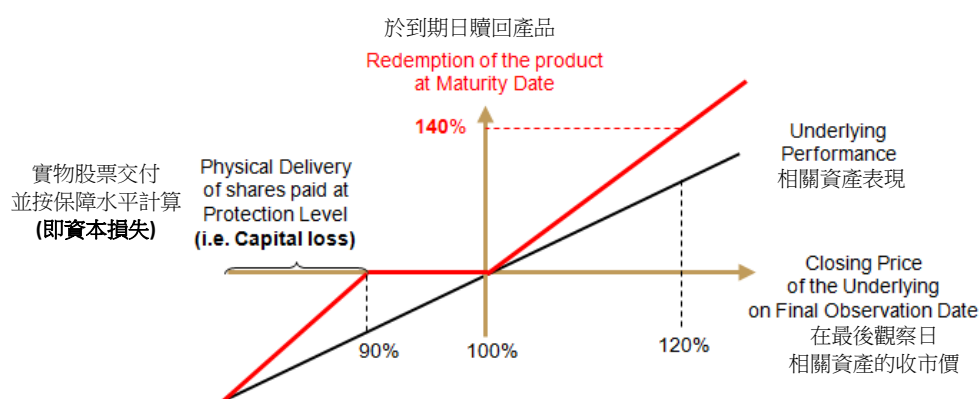 於到期日贖回產品
Redemption of the product
at Maturity Date
140%
實物股票交付
並按保障水平計算
(即資本損失)
Physical Delivery
of shares paid at
Protection Level
(i.e. Capital loss)
Underlying
Performance
相關資產表現
Closing Price
of the Underlying
on Final Observation Date
在最後觀察日
相關資產的收市價
90%
100%
120%